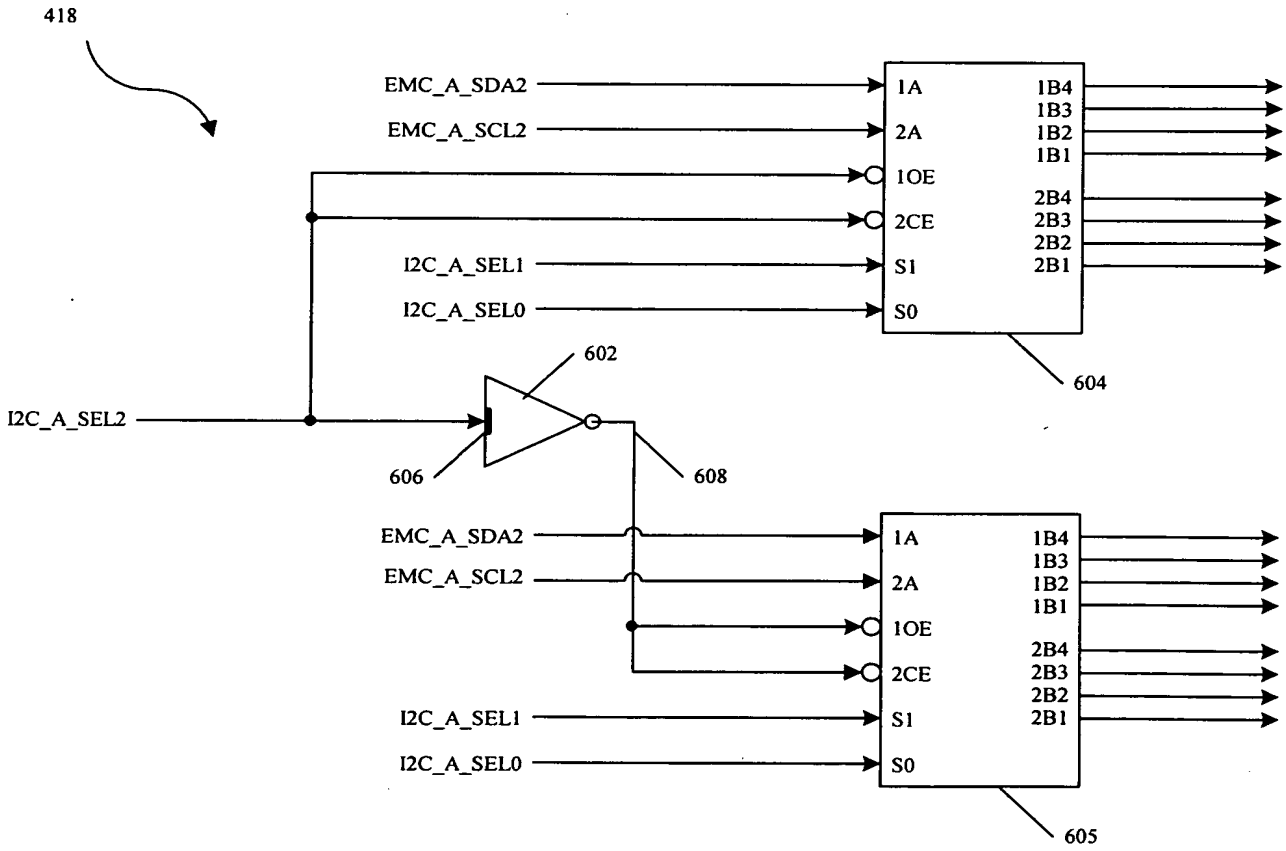 418
EMC_A_SDA2
EMC_A_SCL2
I2C_A_SEL1
I2C_A_SEL0
1A
2A
1OE
2CE
S1
S0
1B4
1B3
1B2
1B1
2B4
2B3
2B2
2B1
604
602
I2C_A_SEL2
606
608
EMC_A_SDA2
EMC_A_SCL2
I2C_A_SEL1
I2C_A_SEL0
1A
2A
1OE
2CE
S1
S0
1B4
1B3
1B2
1B1
2B4
2B3
2B2
2B1
605